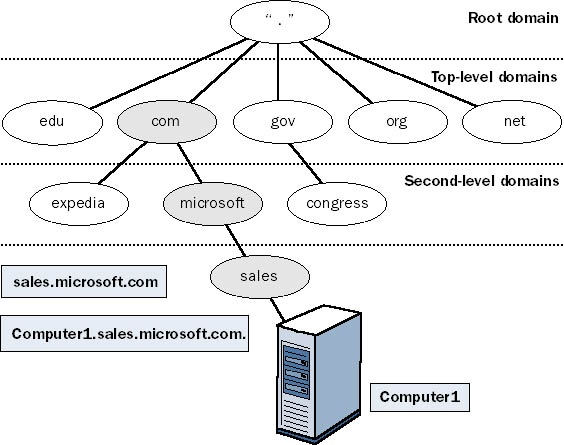 “.”
Root domain
Top-level domains
edu
com
gov
org
net
Second-level domains
expedia
microsoft
congress
sales
sales.microsoft.com
Computer1.sales.microsoft.com.
Computer1